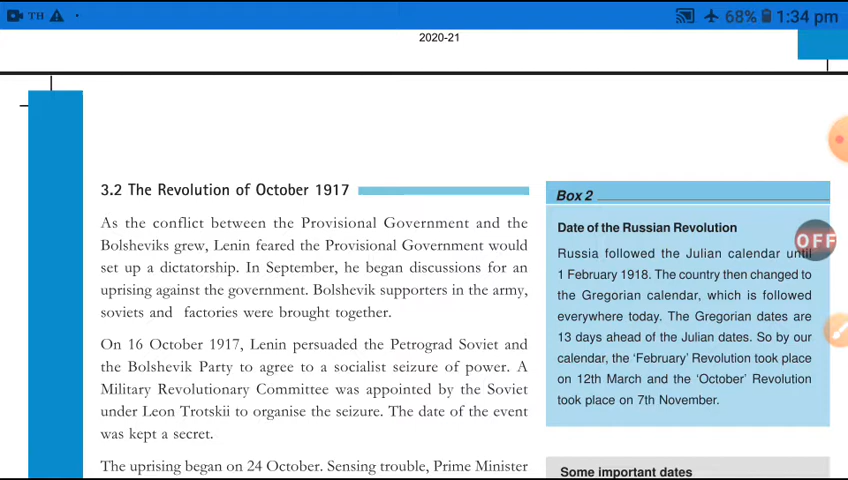 TH
68%
1:34 pm
2020-21
3.2 The Revolution of October 1917
As the conflict between the Provisional Government and the
Bolsheviks grew, Lenin feared the Provisional Government would
set up a dictatorship. In September, he began discussions for an
uprising against the government. Bolshevik supporters in the army,
soviets and factories were brought together.
On 16 October 1917, Lenin persuaded the Petrograd Soviet and
the Bolshevik Party to agree to a socialist seizure of power. A
Military Revolutionary Committee was appointed by the Soviet
under Leon Trotskii to organise the seizure. The date of the event
was kept a secret.
The uprising began on 24 October. Sensing trouble, Prime Minister
Box 2
Date of the Russian Revolution
Russia followed the Julian calendar until
1 February 1918. The country then changed to
the Gregorian calendar, which is followed
everywhere today. The Gregorian dates are
13 days ahead of the Julian dates. So by our
calendar, the ‘February’ Revolution took place
on 12th March and the ‘October’ Revolution
took place on 7th November.
OFF
Some important dates